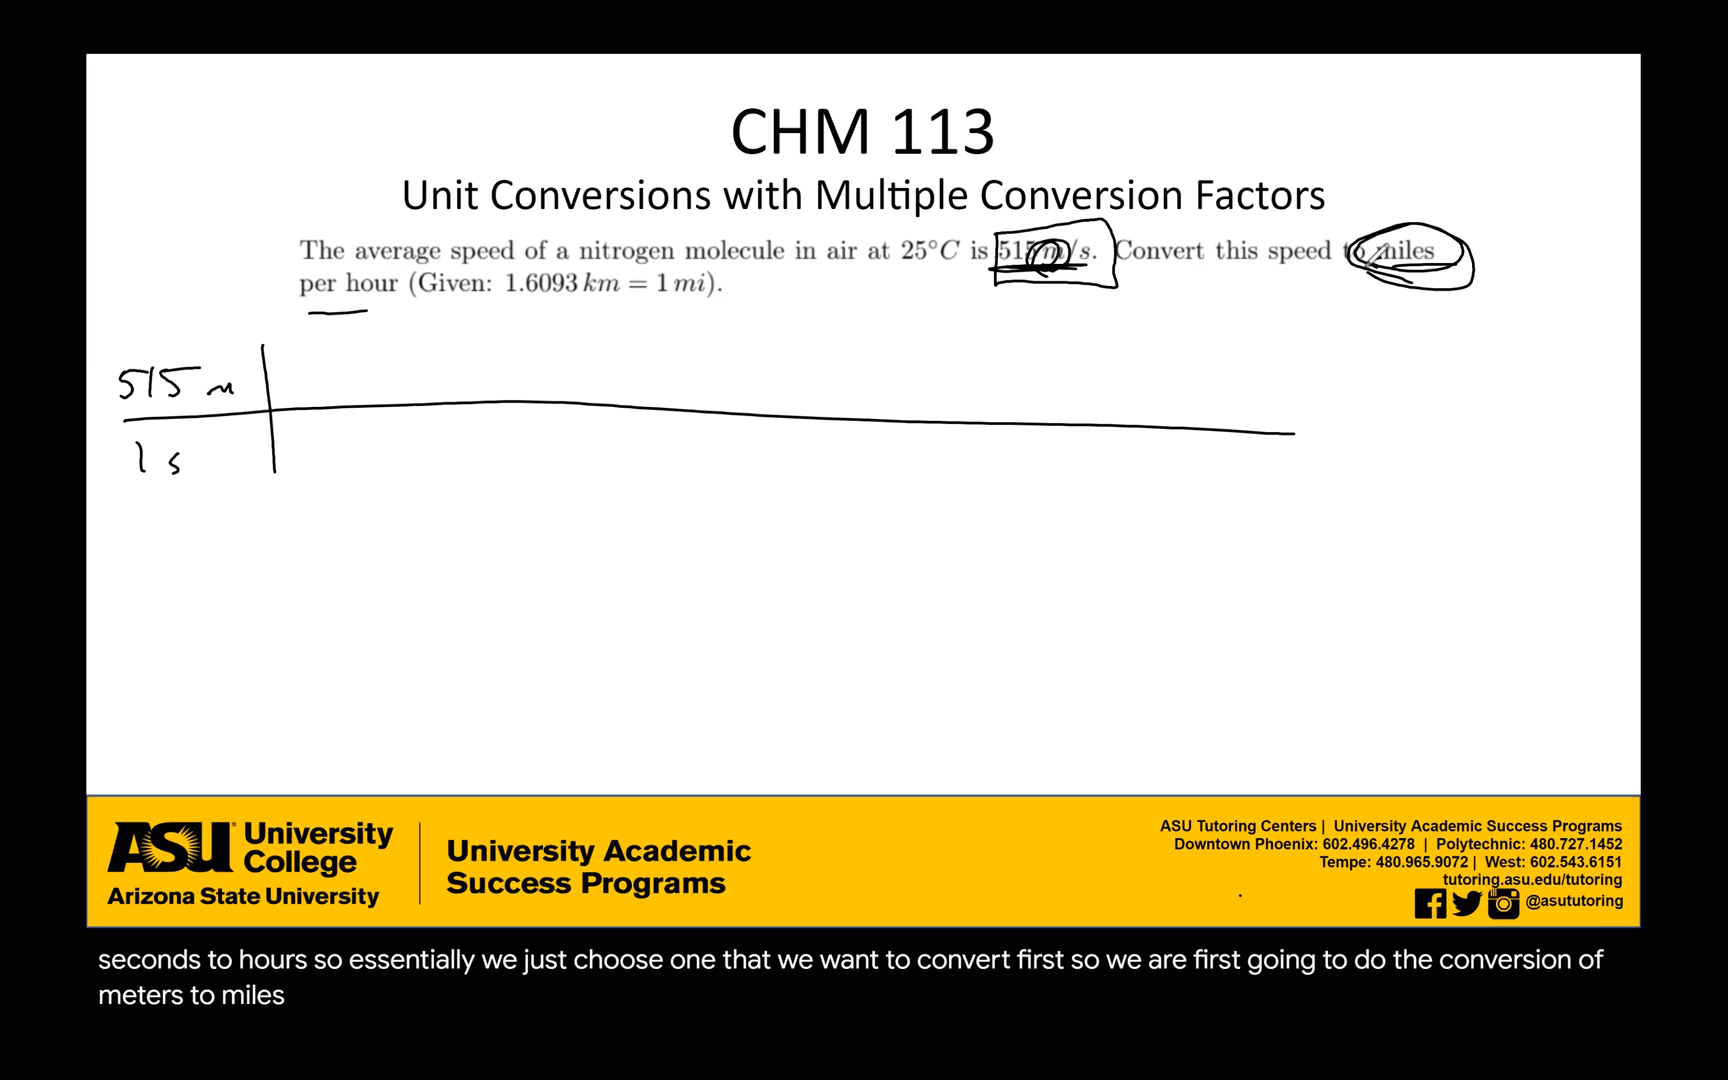 CHM 113
Unit Conversions with Multiple Conversion Factors
The average speed of a nitrogen molecule in air at 25°C is 515 m/s. Convert this speed to miles
per hour (Given: 1.6093 km = 1 mi).
515 m
1 s
ASU University
College
Arizona State University
University Academic
Success Programs
ASU Tutoring Centers | University Academic Success Programs
Downtown Phoenix: 602.496.4278 | Polytechnic: 480.727.1452
Tempe: 480.965.9072 | West: 602.543.6151
tutoring.asu.edu/tutoring
@asututoring
seconds to hours so essentially we just choose one that we want to convert first so we are first going to do the conversion of
meters to miles